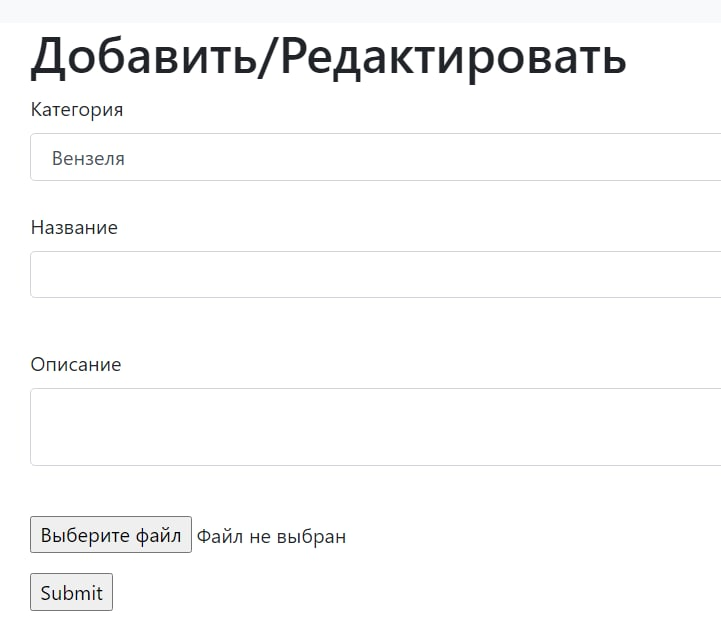 Добавить/Редактировать
Категория
Вензеля
Название
Описание
Выберите файл Файл не выбран
Submit